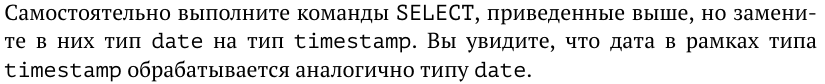 Самостоятельно выполните команды SELECT, приведенные выше, но замени-
те в них тип date на тип timestamp. Вы увидите, что дата в рамках типа
timestamp обрабатывается аналогично типу date.